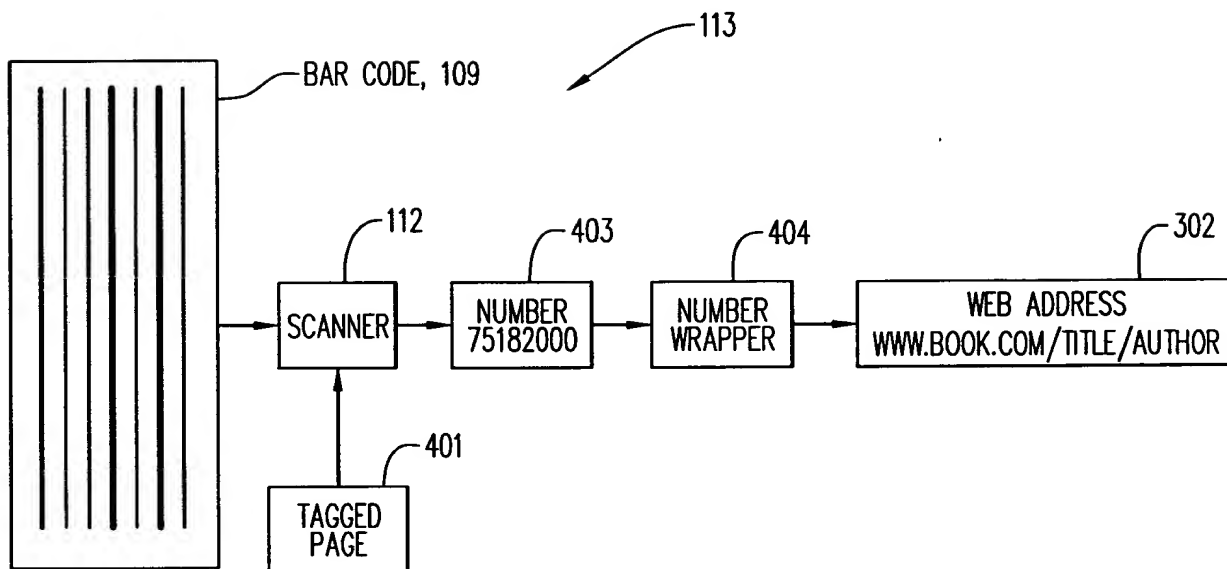 113
BAR CODE, 109
112
403
404
302
SCANNER
NUMBER
75182000
NUMBER
WRAPPER
WEB ADDRESS
WWW.BOOK.COM/TITLE/AUTHOR
401
TAGGED
PAGE